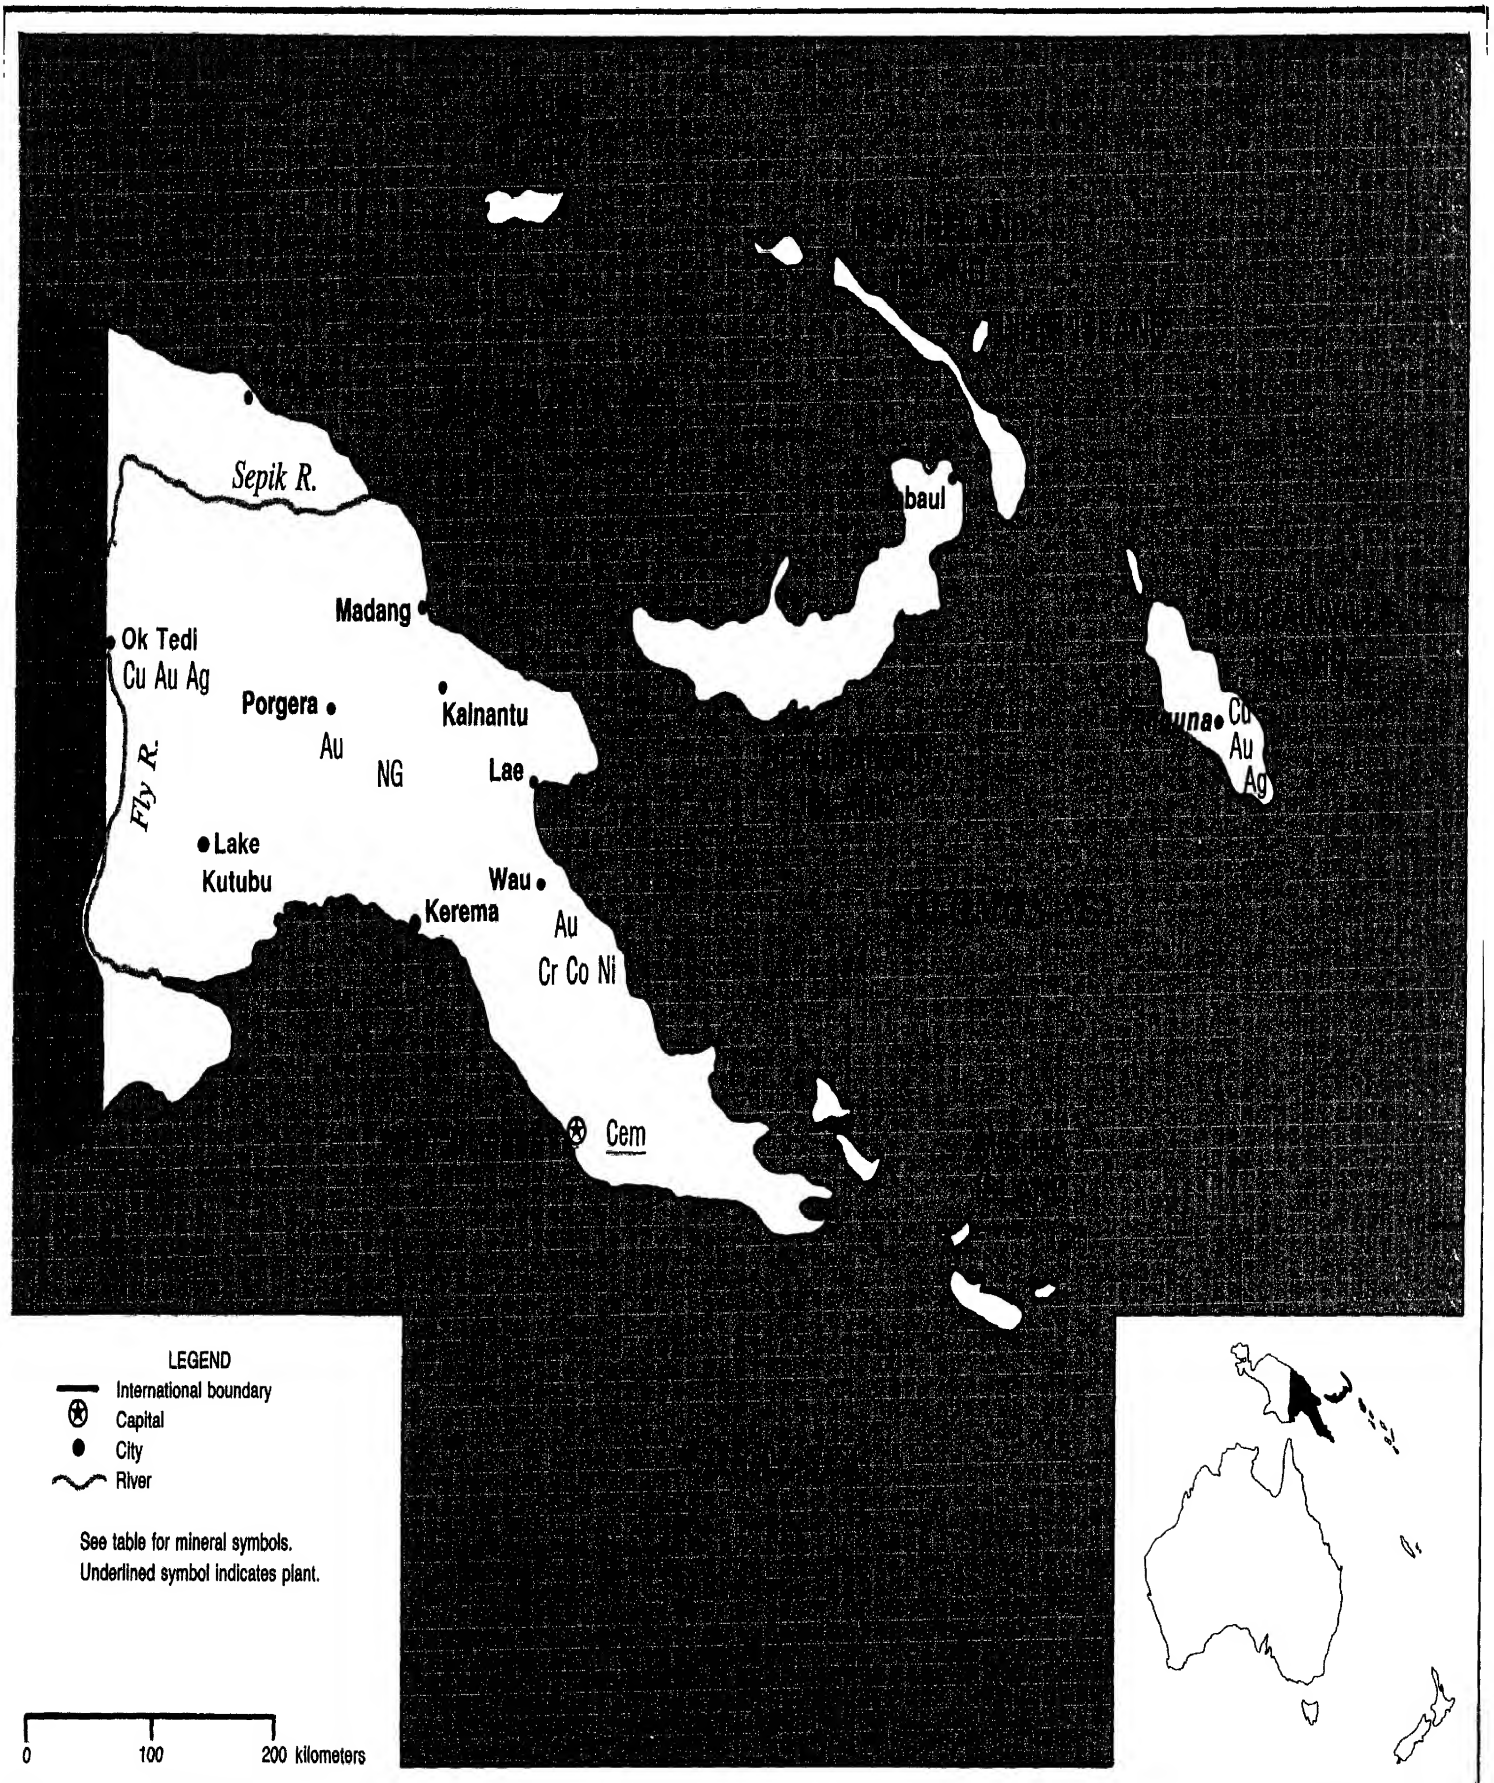 Sepik R.
baul
Madang
Ok Tedi
Cu Au Ag
Porgera
Kainantu
Au
NG
Lae
una
Cu
Au
Ag
Fly R.
Lake
Kutubu
Wau
Kerema
Au
Cr Co Ni
Cem
LEGEND
International boundary
Capital
City
River
See table for mineral symbols.
Underlined symbol indicates plant.
0 100 200 kilometers